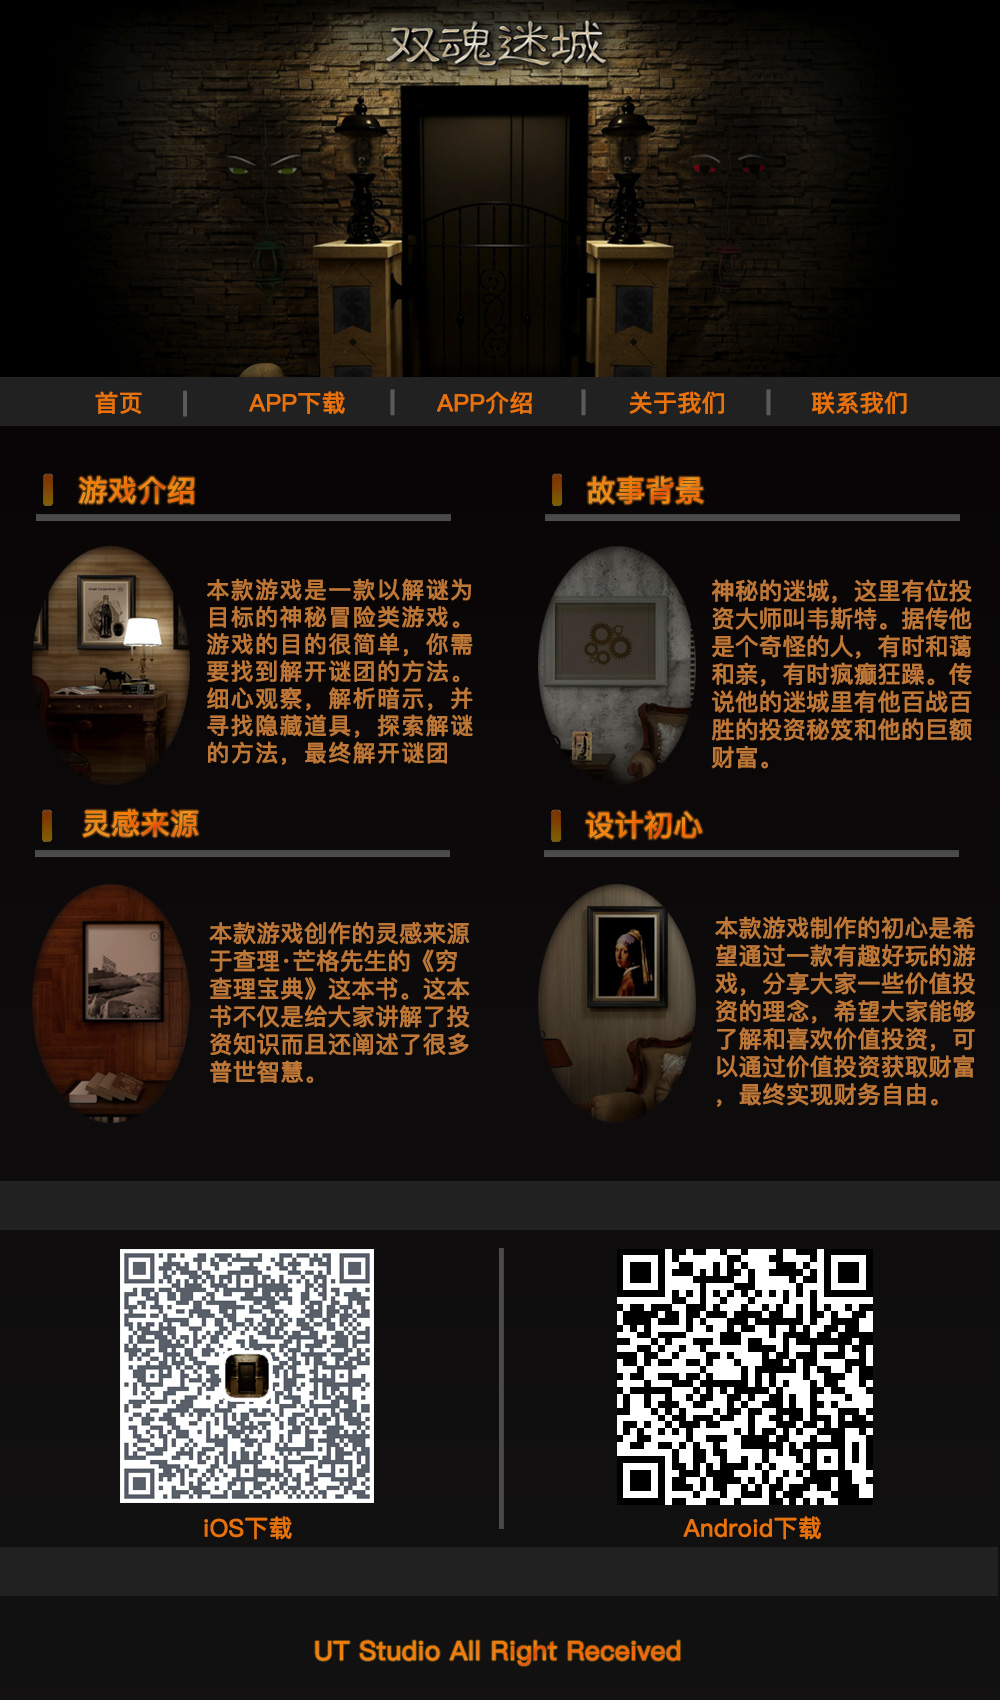 双魂迷城
首页
APP下载
APP介绍
关于我们
联系我们
游戏介绍
本款游戏是一款以解谜为
目标的神秘冒险类游戏。
游戏的目的很简单，你需
要找到解开谜团的方法。
细心观察，解析暗示，并
寻找隐藏道具，探索解谜
的方法，最终解开谜团
故事背景
神秘的迷城，这里有位投
资大师叫韦斯特。据传他
是个奇怪的人，有时和蔼
和亲，有时疯癫狂躁。传
说他的迷城里有他百战百
胜的投资秘笈和他的巨额
财富。
灵感来源
本款游戏创作的灵感来源
于查理·芒格先生的《穷
查理宝典》这本书。这本
书不仅是给大家讲解了投
资知识而且还阐述了很多
普世智慧。
设计初心
本款游戏制作的初心是希
望通过一款有趣好玩的游
戏，分享大家一些价值投
资的理念，希望大家能够
了解和喜欢价值投资，可
以通过价值投资获取财富
，最终实现财务自由。
iOS下载
Android下载
UT Studio All Right Received